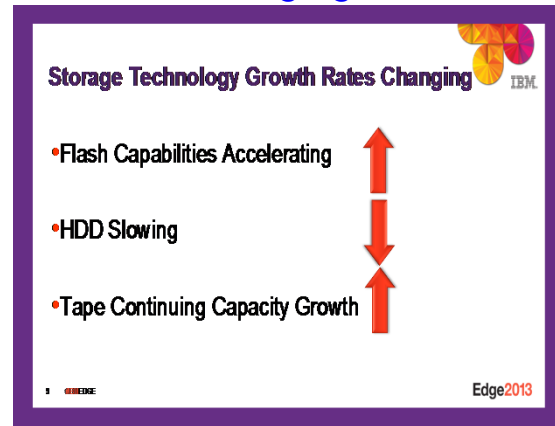 Storage Technology Growth Rates Changing
IBM
•Flash Capabilities Accelerating
•HDD Slowing
•Tape Continuing Capacity Growth
Edge2013